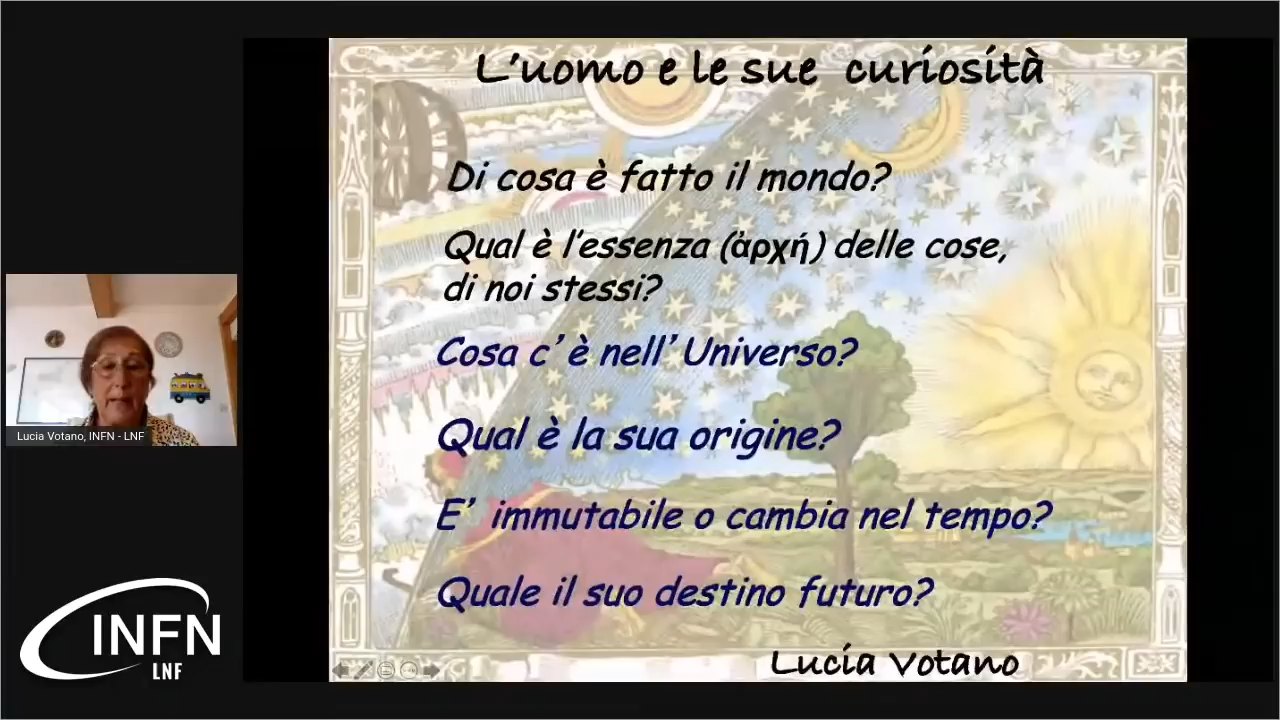 L'uomo e le sue curiosità
Di cosa è fatto il mondo?
Qual è l'essenza (ἀρχή) delle cose,
di noi stessi?
Cosa c'è nell'Universo?
Qual è la sua origine?
E' immutabile o cambia nel tempo?
Quale il suo destino futuro?
Lucia Votano
Lucia Votano, INFN - LNF
INFN
LNF